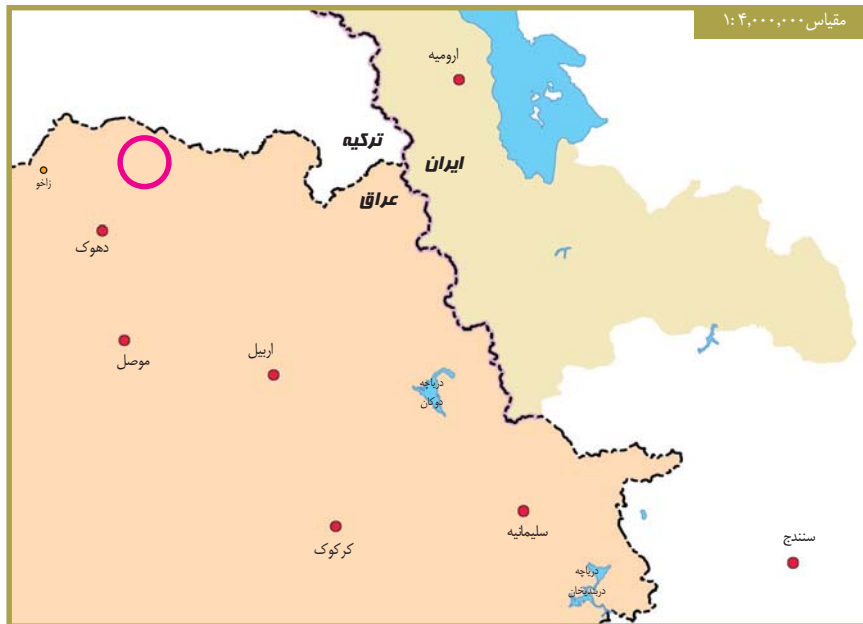 مقیاس ۱:۴,۰۰۰,۰۰۰
ارومیه
ترکیه
ایران
عراق
زاخو
دهوک
موصل
اربیل
دریاچه
دوکان
کرکوک
سلیمانیه
سنندج
دریاچه
دربندیخان